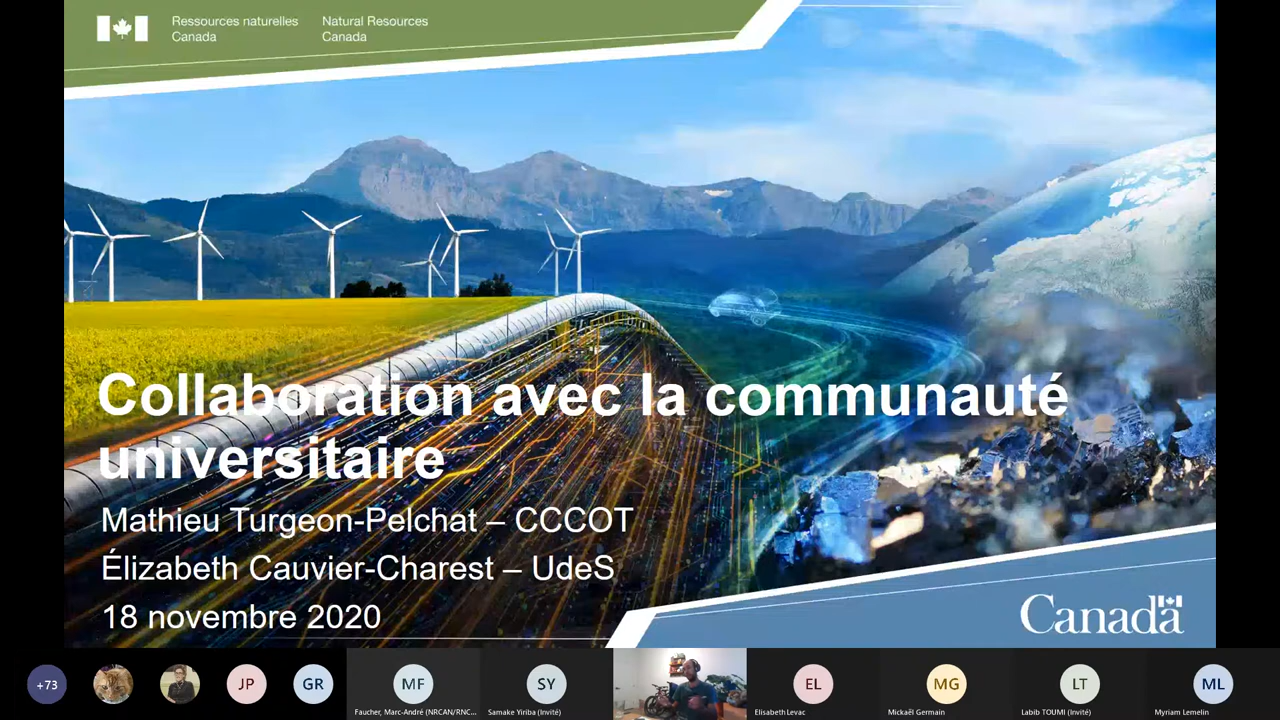 Ressources naturelles
Canada
Natural Resources
Canada
Collaboration avec la communauté
universitaire
Mathieu Turgeon-Pelchat – CCCOT
Élizabeth Cauvier-Charest – UdeS
18 novembre 2020
Canada
+73
JP
GR
MF
Faucher, Marc-André (NRCAN/RNC...
SY
Samake Yiriba (Invité)
EL
Elisabeth Levac
MG
Mickaël Germain
LT
Labib TOUMI (Invité)
ML
Myriam Lemelin